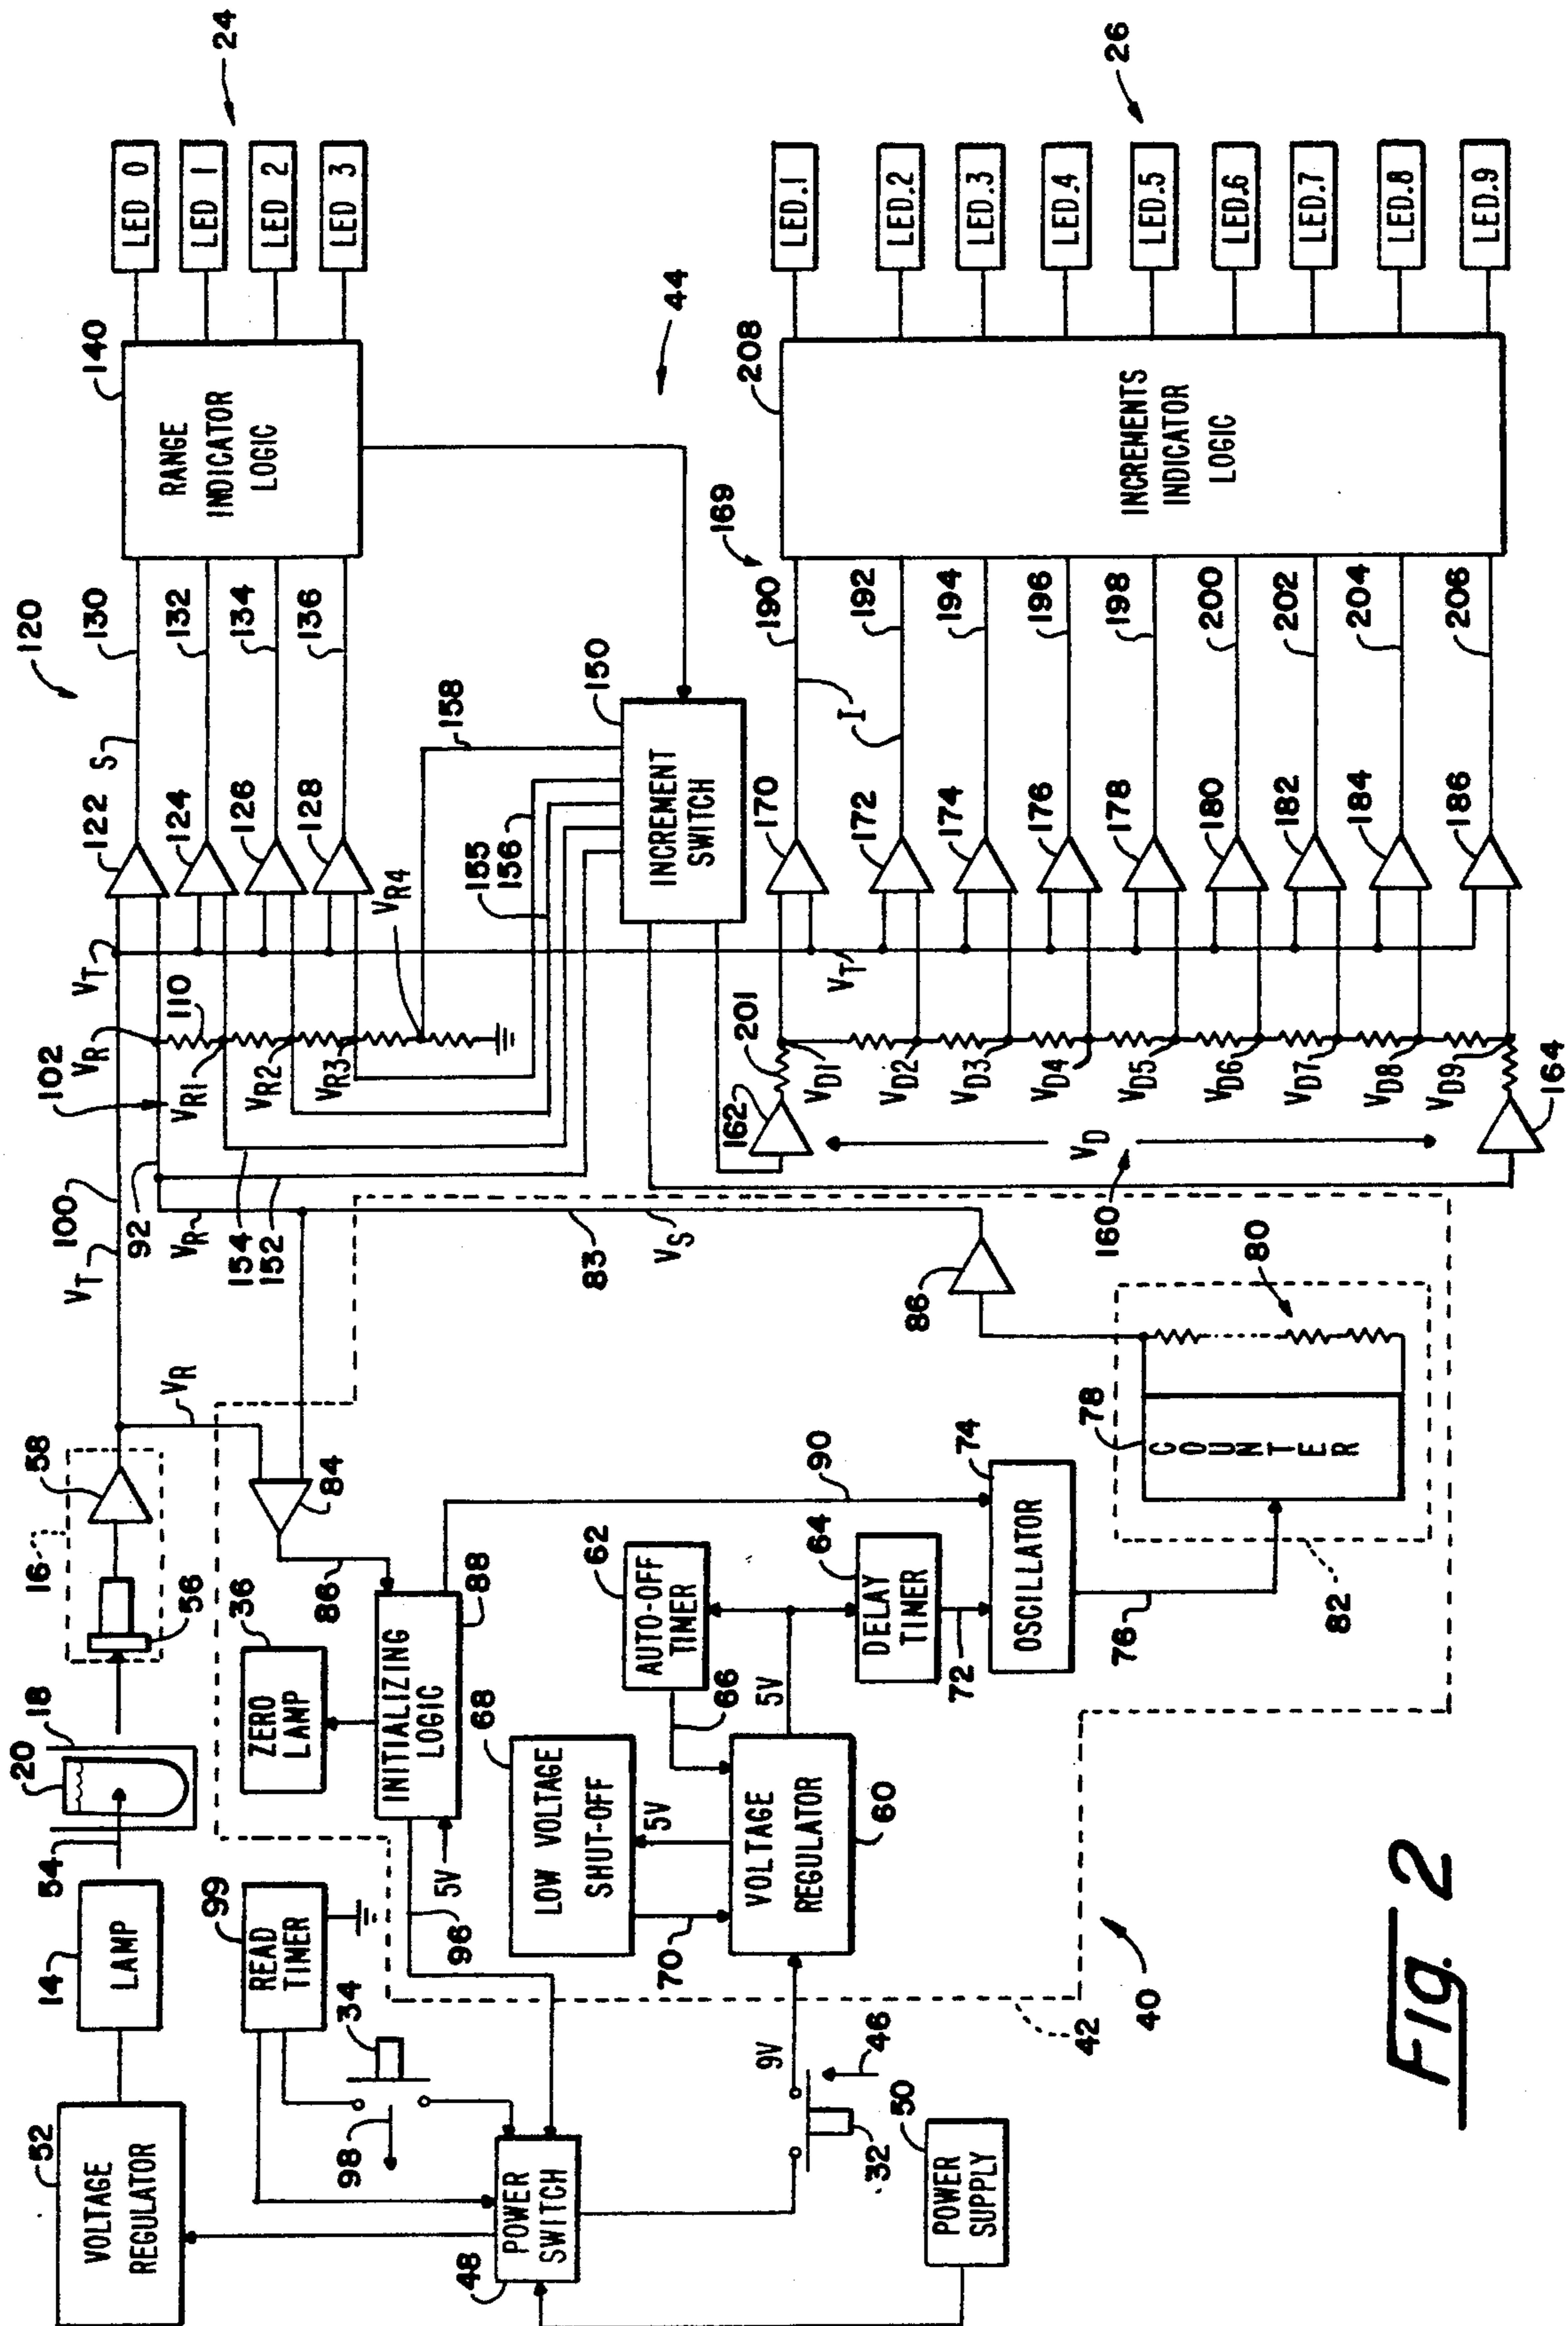 24
LED 0
LED 1
LED 2
LED 3
140
RANGE
INDICATOR
LOGIC
120
130
132
134
136
S
122
124
126
128
VT
VR
102
110
VR1
VR2
VR3
VR4
158
155
156
150
INCREMENT
SWITCH
44
100
VT
92
VR
154
152
83
VS
26
LED.1
LED.2
LED.3
LED.4
LED.5
LED.6
LED.7
LED.8
LED.9
208
INCREMENTS
INDICATOR
LOGIC
169
190
192
194
196
198
200
202
204
206
I
170
172
174
176
178
180
182
184
186
VT
201
162
VD1
VD2
VD3
VD4
VD5
VD6
VD7
VD8
VD9
VD
160
164
VR
58
16
56
18
20
54
14
LAMP
52
VOLTAGE
REGULATOR
84
86
36
ZERO
LAMP
88
INITIALIZING
LOGIC
5V
96
99
READ
TIMER
34
98
48
POWER
SWITCH
90
62
AUTO-OFF
TIMER
66
64
DELAY
TIMER
72
5V
68
LOW VOLTAGE
SHUT-OFF
5V
70
60
VOLTAGE
REGULATOR
9V
46
32
50
POWER
SUPPLY
74
OSCILLATOR
76
78
COUNTER
80
82
86
42
40
Fig. 2